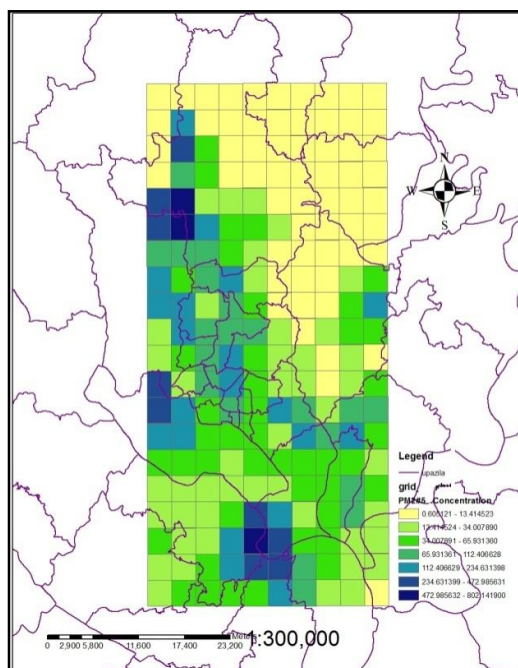 N
W E
S
Legend
upazila
grid
PM2#5_ Concentration
0.605121 - 13.414523
13.414524 - 34.007890
34.007891 - 65.931360
65.931361 - 112.406628
112.406629 - 234.631398
234.631399 - 472.985631
472.985632 - 802.141900
Meters
1:300,000
0 2,900 5,800 11,600 17,400 23,200